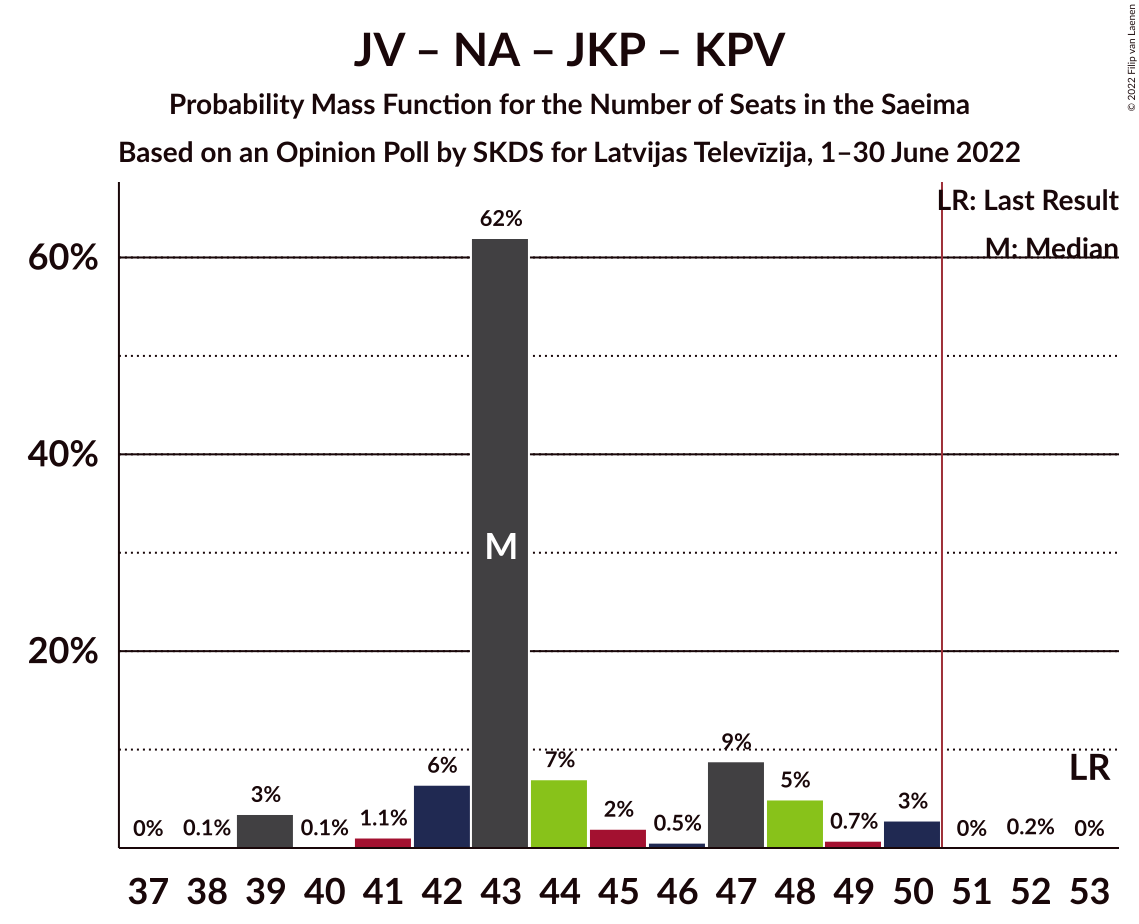 JV – NA – JKP – KPV
Probability Mass Function for the Number of Seats in the Saeima
Based on an Opinion Poll by SKDS for Latvijas Televīzija, 1–30 June 2022
© 2022 Filip van Laenen
LR: Last Result
M: Median
60%
40%
20%
0%
0.1%
3%
0.1%
1.1%
6%
62%
M
7%
2%
0.5%
9%
5%
0.7%
3%
0%
0.2%
0%
LR
37 38 39 40 41 42 43 44 45 46 47 48 49 50 51 52 53